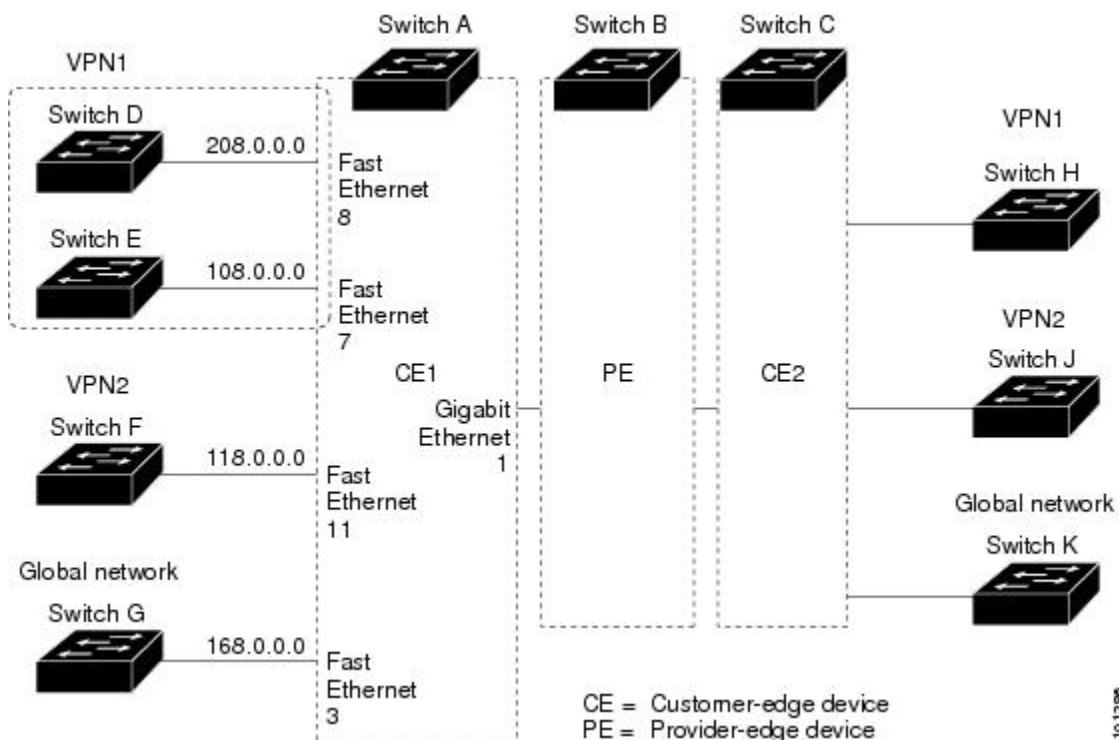 Switch A
Switch B
Switch C
VPN1
Switch D
208.0.0.0
Fast
Ethernet
8
Switch E
108.0.0.0
Fast
Ethernet
7
VPN2
Switch F
118.0.0.0
Fast
Ethernet
11
Global network
Switch G
168.0.0.0
Fast
Ethernet
3
CE1
Gigabit
Ethernet
1
PE
CE2
VPN1
Switch H
VPN2
Switch J
Global network
Switch K
CE = Customer-edge device
PE = Provider-edge device